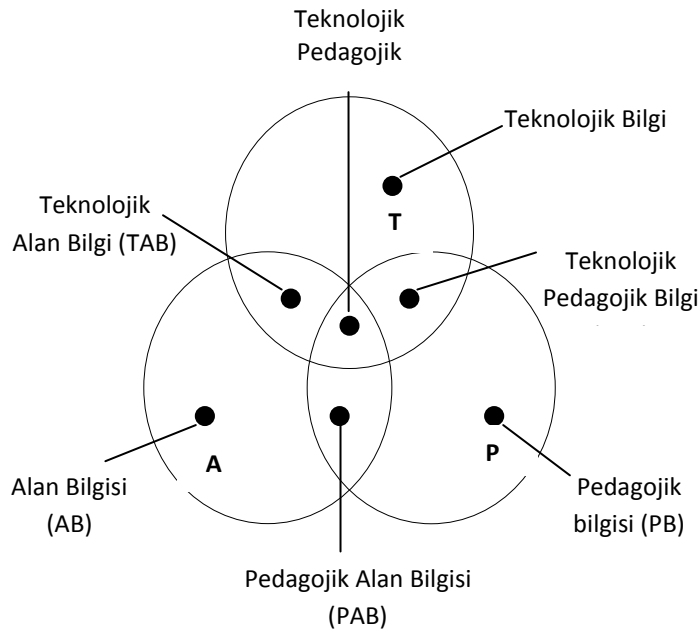 Teknolojik
Pedagojik
Teknolojik Bilgi
T
Teknolojik
Alan Bilgi (TAB)
Teknolojik
Pedagojik Bilgi
A
P
Alan Bilgisi
(AB)
Pedagojik
bilgisi (PB)
Pedagojik Alan Bilgisi
(PAB)